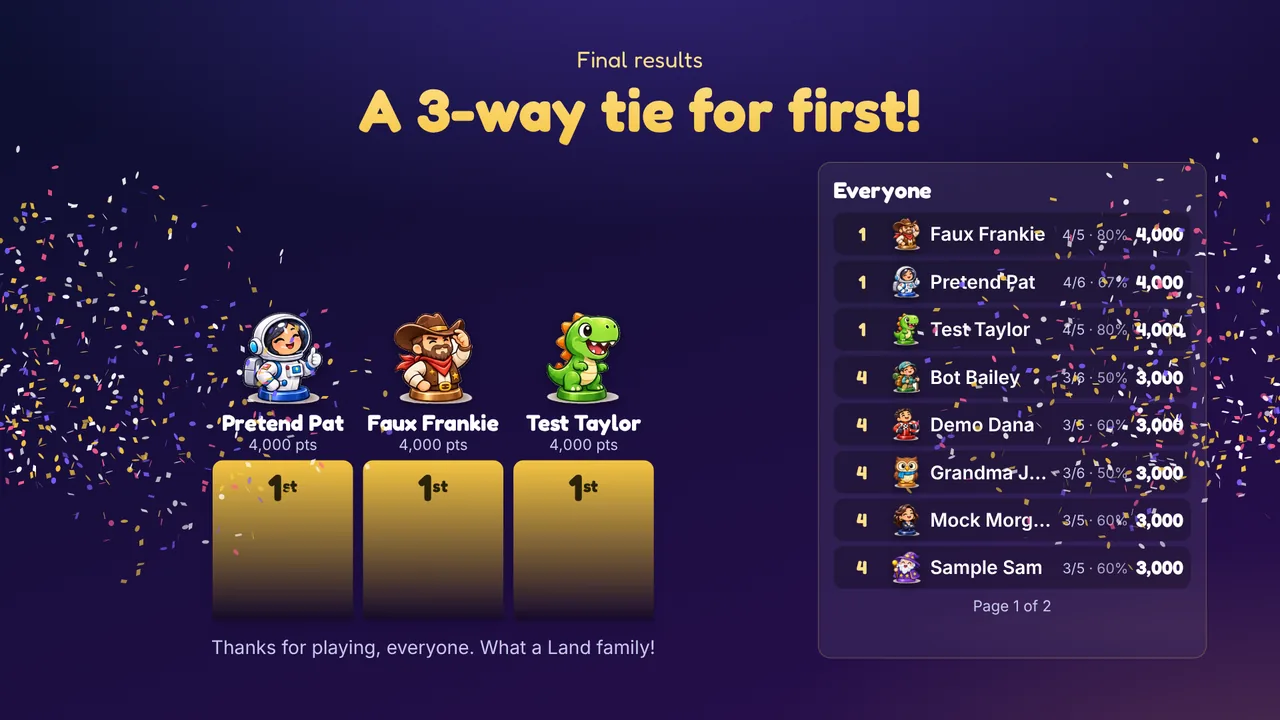 Final results
A 3-way tie for first!
Pretend Pat
4,000 pts
1st
Faux Frankie
4,000 pts
1st
Test Taylor
4,000 pts
1st
Thanks for playing, everyone. What a Land family!
Everyone
1 Faux Frankie 4/5 · 80% 4,000
1 Pretend Pat 4/6 · 67% 4,000
1 Test Taylor 4/5 · 80% 4,000
4 Bot Bailey 3/6 · 50% 3,000
4 Demo Dana 3/5 · 60% 3,000
4 Grandma J... 3/6 · 50% 3,000
4 Mock Morg... 3/5 · 60% 3,000
4 Sample Sam 3/5 · 60% 3,000
Page 1 of 2